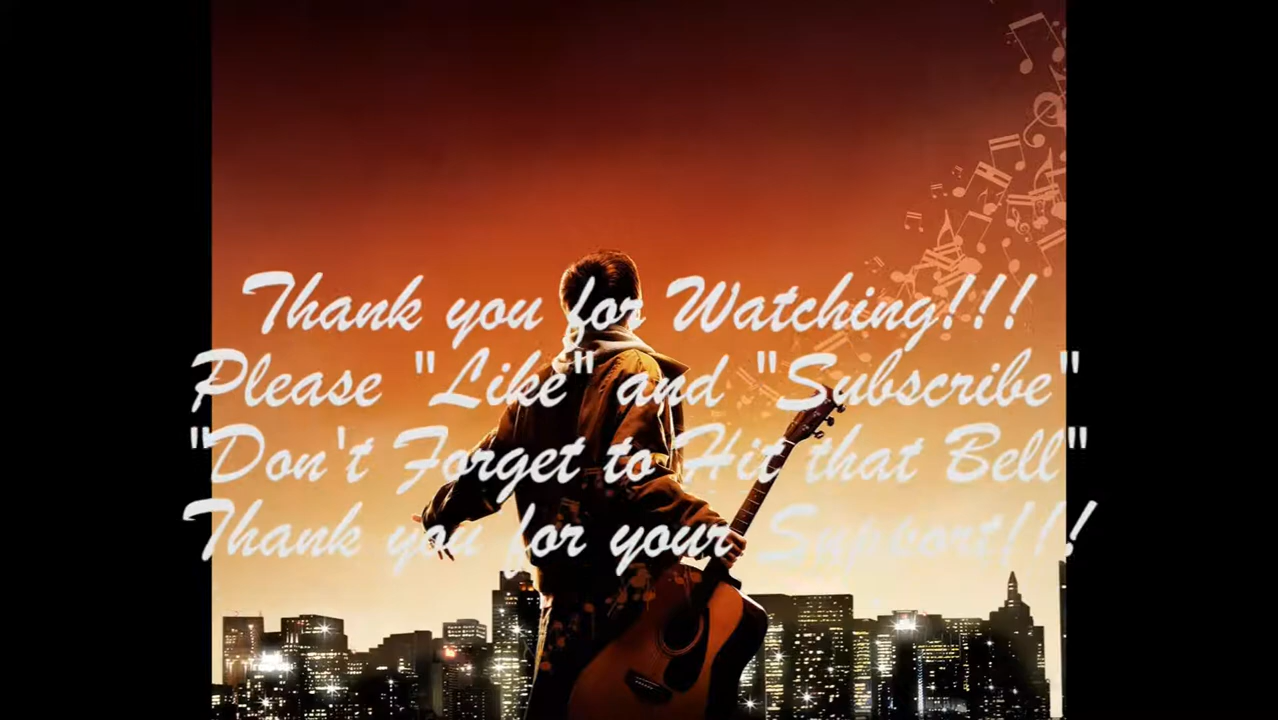 Thank you for Watching!!!
Please "Like" and "Subscribe"
"Don't Forget to Hit that Bell"
Thank you for your Support!!!